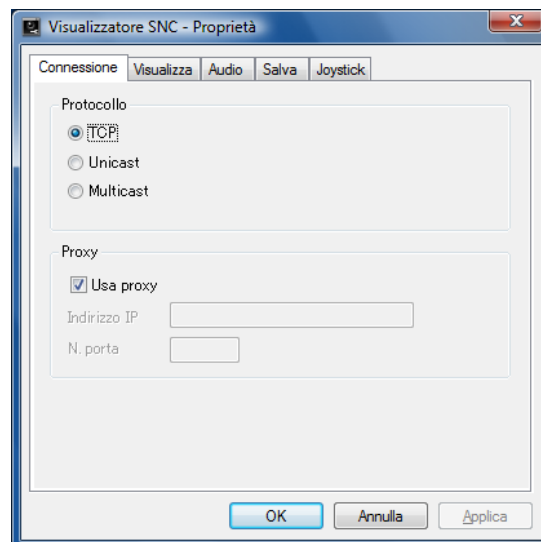 Visualizzatore SNC - Proprietà
Connessione Visualizza Audio Salva Joystick
Protocollo
TCP
Unicast
Multicast
Proxy
Usa proxy
Indirizzo IP
N. porta
OK Annulla Applica